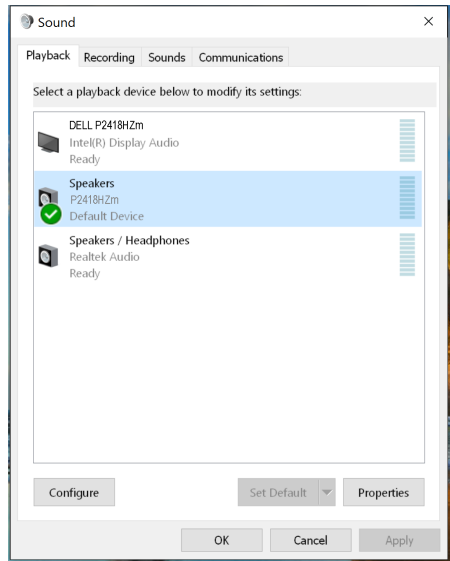 Sound
Playback Recording Sounds Communications
Select a playback device below to modify its settings:
DELL P2418HZm
Intel(R) Display Audio
Ready
Speakers
P2418HZm
Default Device
Speakers / Headphones
Realtek Audio
Ready
Configure Set Default Properties
OK Cancel Apply